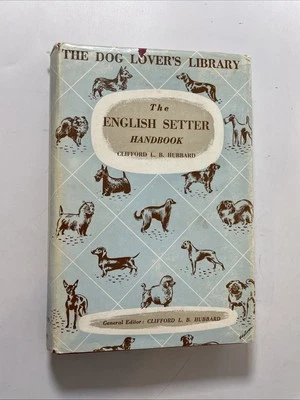 THE DOG LOVER'S LIBRARY
The
ENGLISH SETTER
HANDBOOK
CLIFFORD L. B. HUBBARD
General Editor: CLIFFORD L. B. HUBBARD